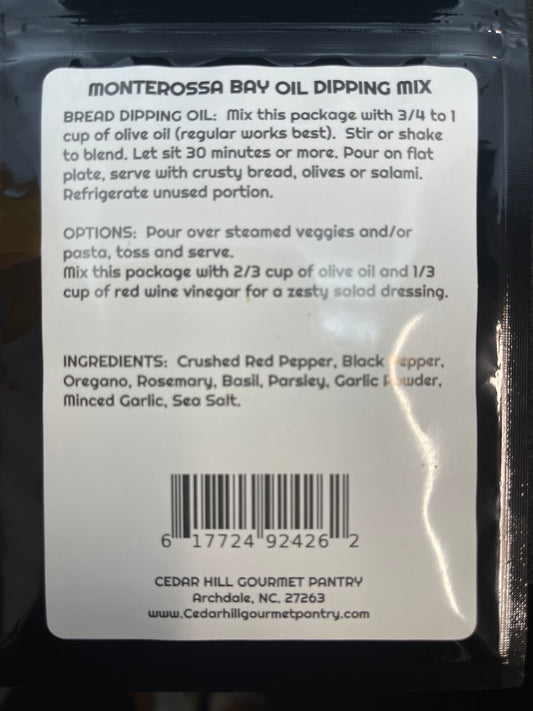 MONTEROSSA BAY OIL DIPPING MIX
BREAD DIPPING OIL: Mix this package with 3/4 to 1
cup of olive oil (regular works best). Stir or shake
to blend. Let sit 30 minutes or more. Pour on flat
plate, serve with crusty bread, olives or salami.
Refrigerate unused portion.
OPTIONS: Pour over steamed veggies and/or
pasta, toss and serve.
Mix this package with 2/3 cup of olive oil and 1/3
cup of red wine vinegar for a zesty salad dressing.
INGREDIENTS: Crushed Red Pepper, Black Pepper,
Oregano, Rosemary, Basil, Parsley, Garlic Powder,
Minced Garlic, Sea Salt.
6 17724 92426 2
CEDAR HILL GOURMET PANTRY
Archdale, NC. 27263
www.Cedarhillgourmetpantry.com